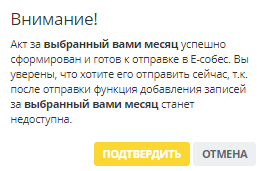 Внимание!
Акт за выбранный вами месяц успешно
сформирован и готов к отправке в Е-собес. Вы
уверены, что хотите его отправить сейчас, т.к.
после отправки функция добавления записей
за выбранный вами месяц станет
недоступна.
ПОДТВЕРДИТЬ ОТМЕНА